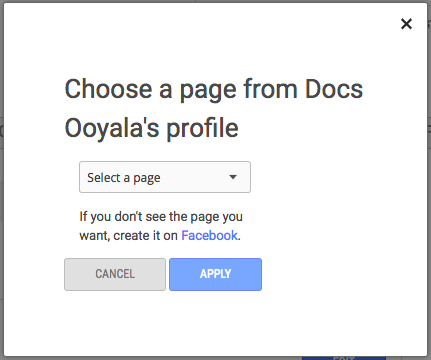 Choose a page from Docs
Ooyala's profile
Select a page
If you don't see the page you
want, create it on Facebook.
CANCEL APPLY